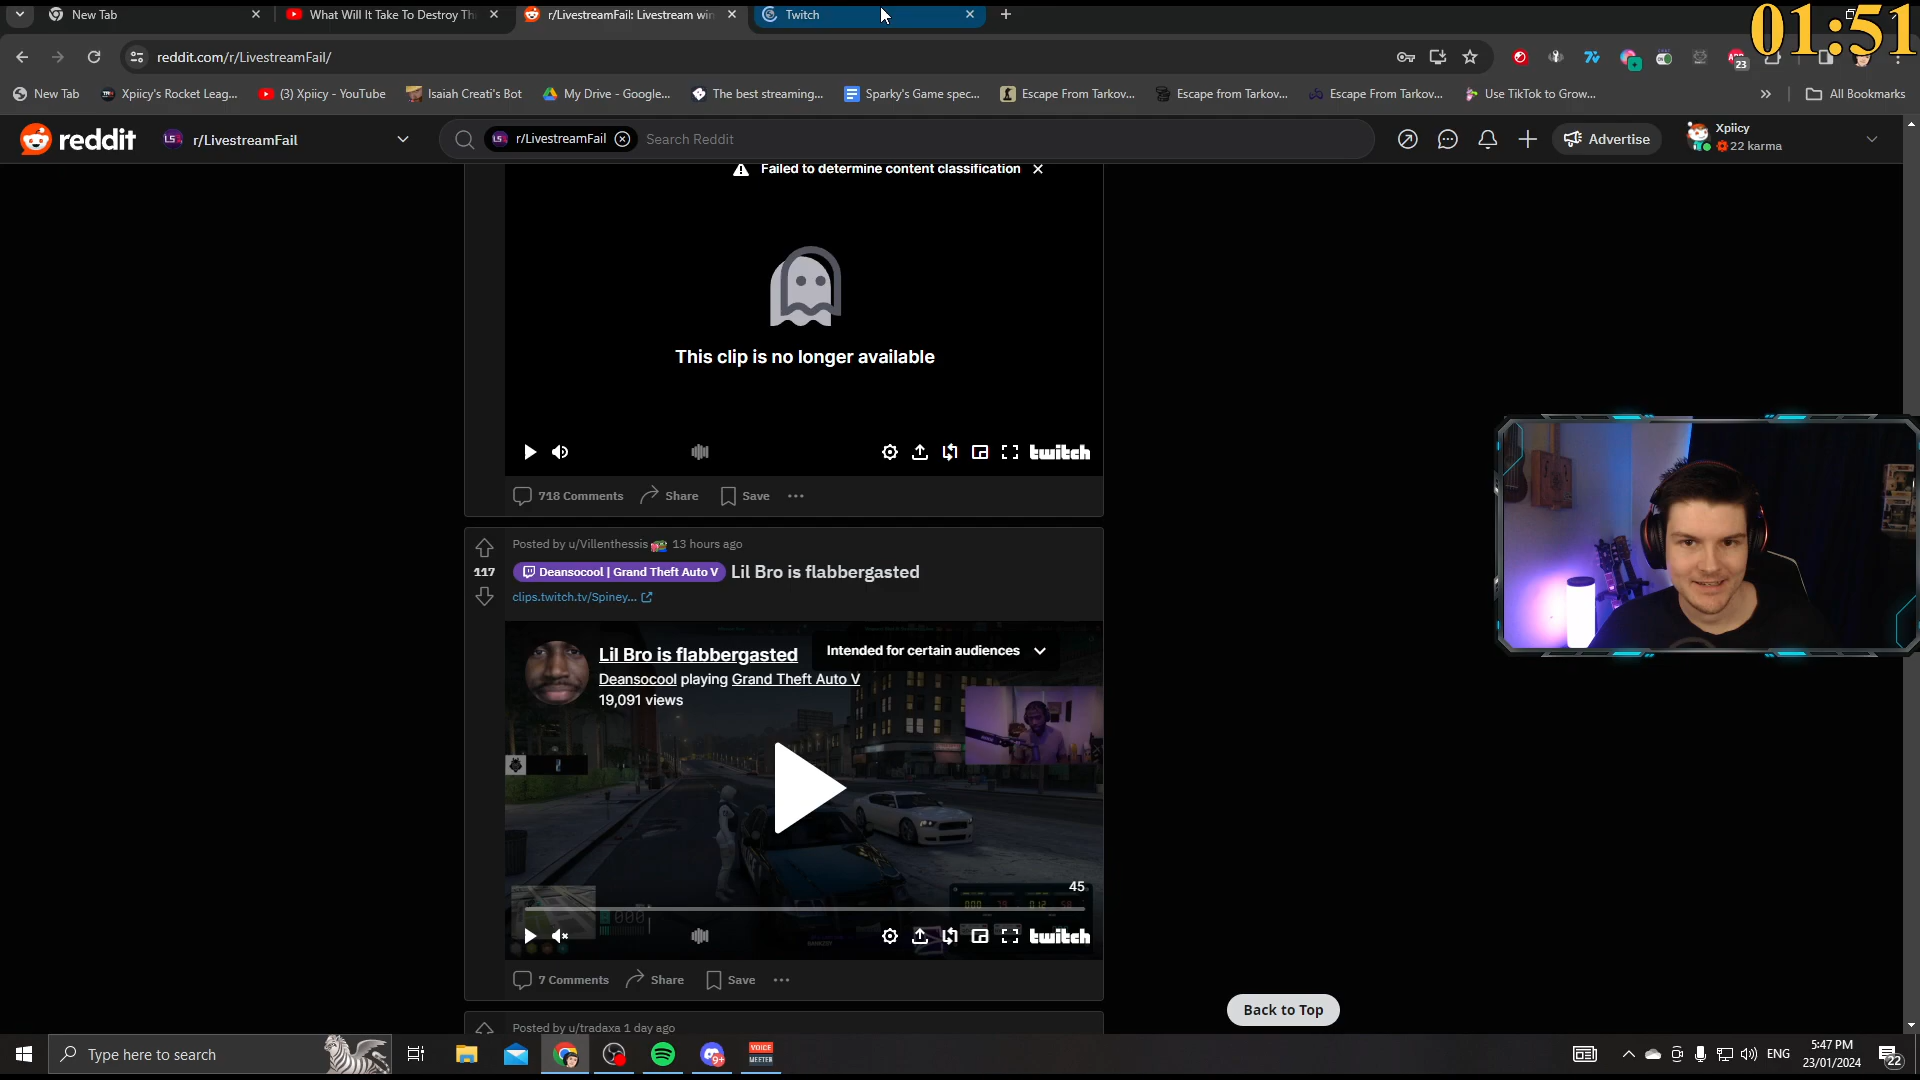 New Tab
What Will It Take To Destroy Th
r/LivestreamFail: Livestream win
Twitch
01:51
reddit.com/r/LivestreamFail/
23
New Tab
Xpiicy's Rocket Leag...
(3) Xpiicy - YouTube
Isaiah Creati's Bot
My Drive - Google...
The best streaming...
Sparky's Game spec...
Escape From Tarkov...
Escape from Tarkov...
Escape From Tarkov...
Use TikTok to Grow...
All Bookmarks
reddit
r/LivestreamFail
r/LivestreamFail
Search Reddit
Advertise
Xpiicy
22 karma
Failed to determine content classification
This clip is no longer available
twitch
718 Comments
Share
Save
Posted by u/Villenthessis 13 hours ago
117
Deansocool | Grand Theft Auto V
Lil Bro is flabbergasted
clips.twitch.tv/Spiney...
Lil Bro is flabbergasted
Intended for certain audiences
Deansocool playing Grand Theft Auto V
19,091 views
45
twitch
7 Comments
Share
Save
Back to Top
Posted by u/tradaxa 1 day ago
Type here to search
9+
VOICE
MEETER
ENG
5:47 PM
23/01/2024
22